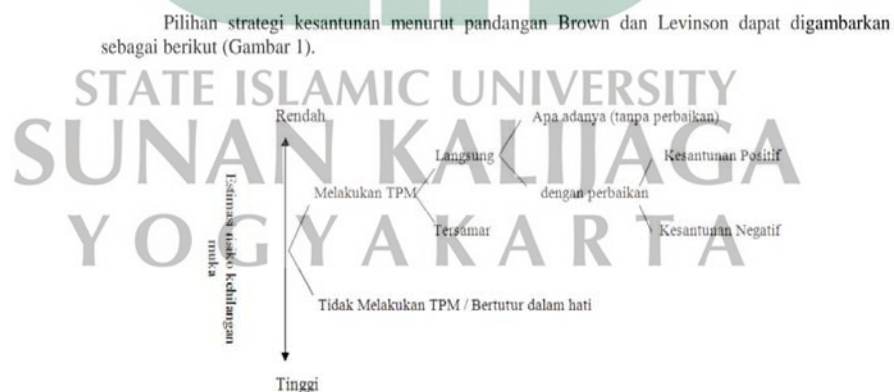 Pilihan strategi kesantunan menurut pandangan Brown dan Levinson dapat digambarkan
sebagai berikut (Gambar 1).
STATE ISLAMIC UNIVERSITY
SUNAN KALIJAGA
YOGYAKARTA
Rendah
Apa adanya (tanpa perbaikan)
Langsung
Kesantunan Positif
Melakukan TPM
dengan perbaikan
Tersamar
Kesantunan Negatif
Estimasi risiko kehilangan
muka
Tidak Melakukan TPM / Bertutur dalam hati
Tinggi